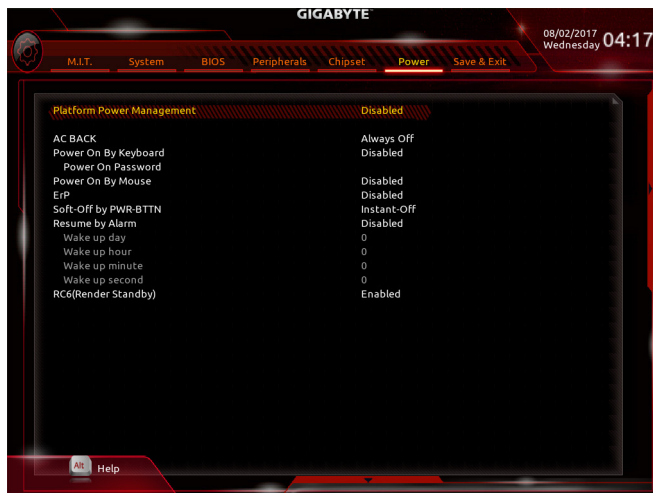 GIGABYTE™
08/02/2017
Wednesday 04:17
M.I.T. System BIOS Peripherals Chipset Power Save & Exit
Platform Power Management Disabled
AC BACK Always Off
Power On By Keyboard Disabled
Power On Password
Power On By Mouse Disabled
ErP Disabled
Soft-Off by PWR-BTTN Instant-Off
Resume by Alarm Disabled
Wake up day 0
Wake up hour 0
Wake up minute 0
Wake up second 0
RC6(Render Standby) Enabled
Alt Help